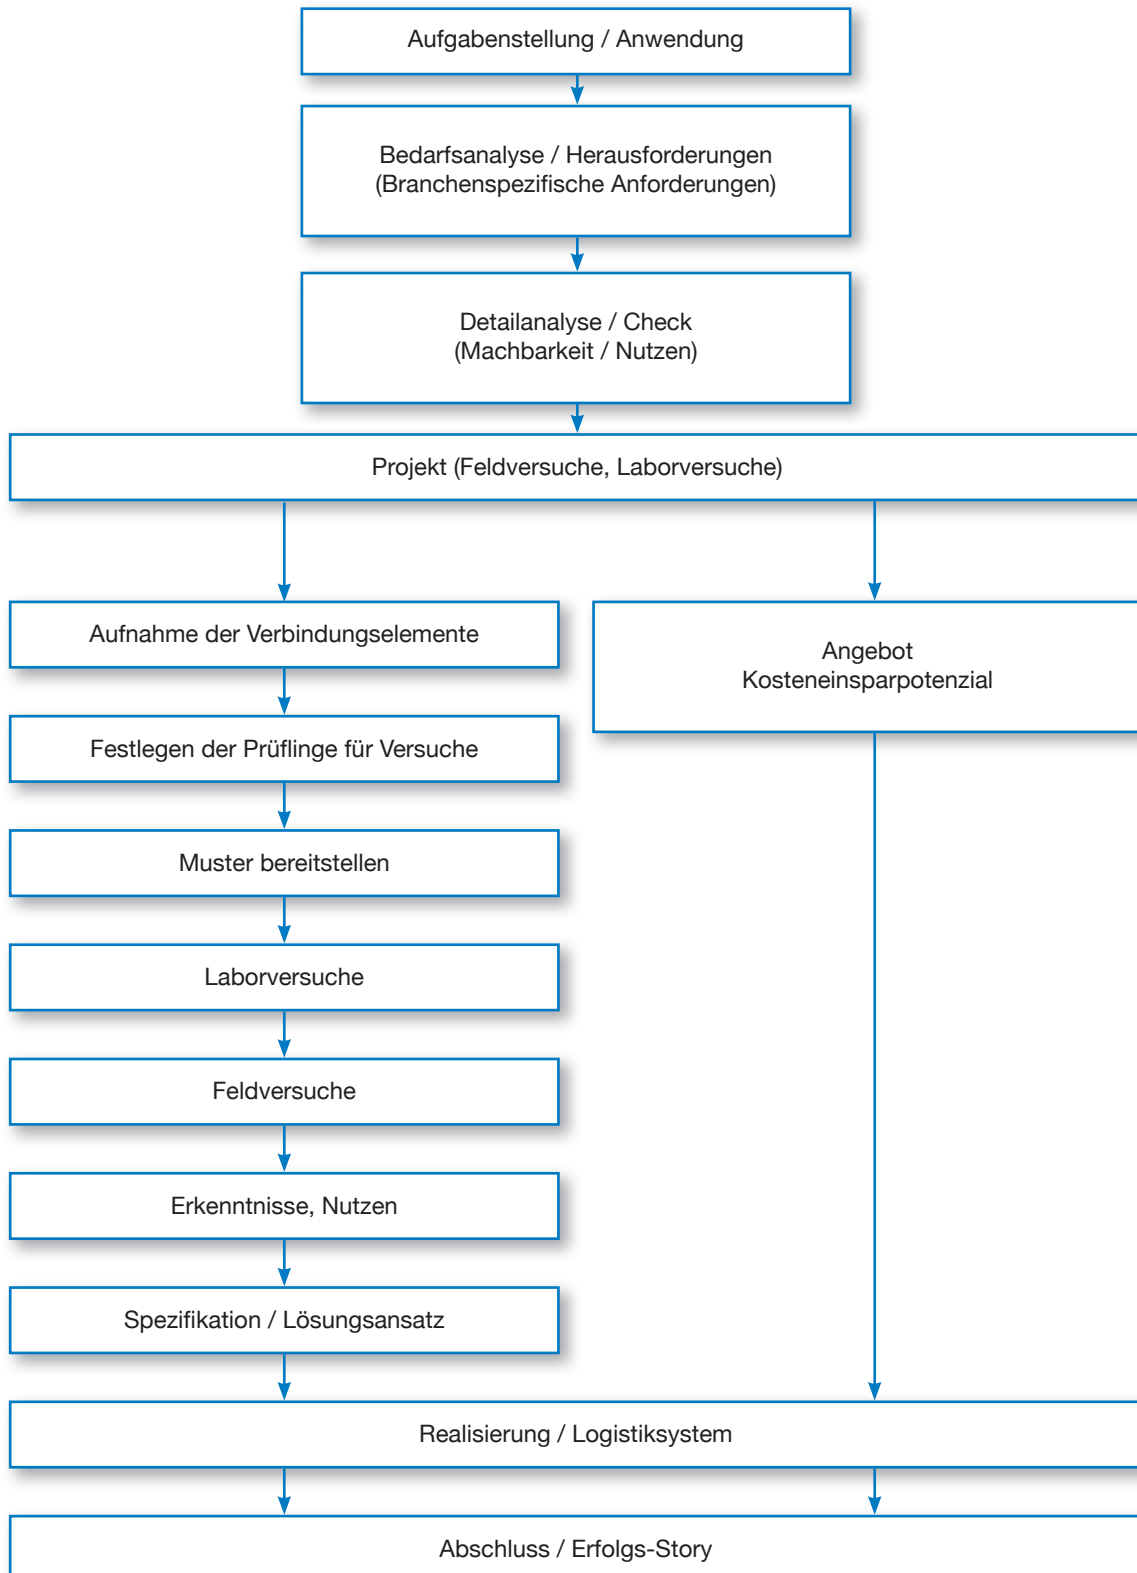 Aufgabenstellung / Anwendung
Bedarfsanalyse / Herausforderungen
(Branchenspezifische Anforderungen)
Detailanalyse / Check
(Machbarkeit / Nutzen)
Projekt (Feldversuche, Laborversuche)
Aufnahme der Verbindungselemente
Festlegen der Prüflinge für Versuche
Muster bereitstellen
Laborversuche
Feldversuche
Erkenntnisse, Nutzen
Spezifikation / Lösungsansatz
Angebot
Kosteneinsparpotenzial
Realisierung / Logistiksystem
Abschluss / Erfolgs-Story